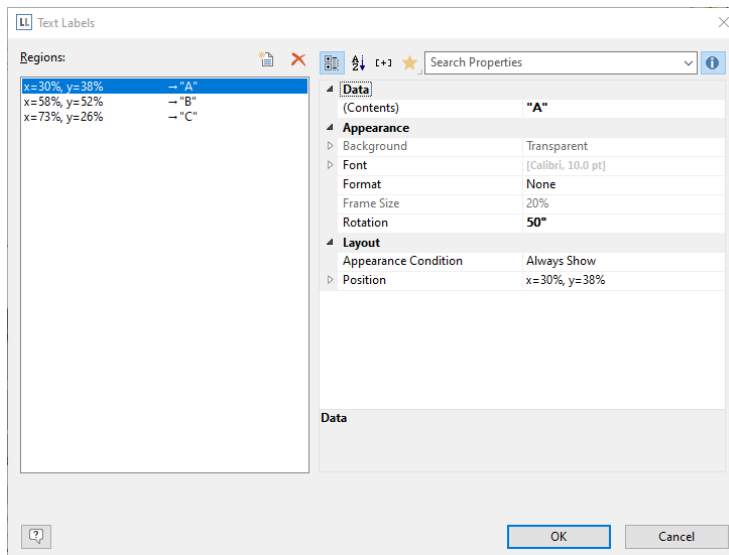 LL Text Labels
Regions:
x=30%, y=38% → "A"
x=58%, y=52% → "B"
x=73%, y=26% → "C"
Search Properties
Data
(Contents) "A"
Appearance
Background Transparent
Font [Calibri, 10.0 pt]
Format None
Frame Size 20%
Rotation 50°
Layout
Appearance Condition Always Show
Position x=30%, y=38%
Data
OK Cancel